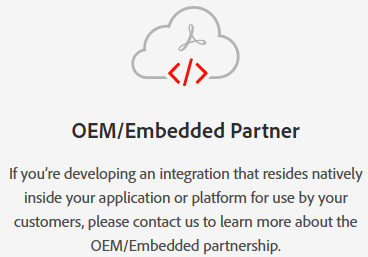 </>
OEM/Embedded Partner
If you’re developing an integration that resides natively
inside your application or platform for use by your
customers, please contact us to learn more about the
OEM/Embedded partnership.